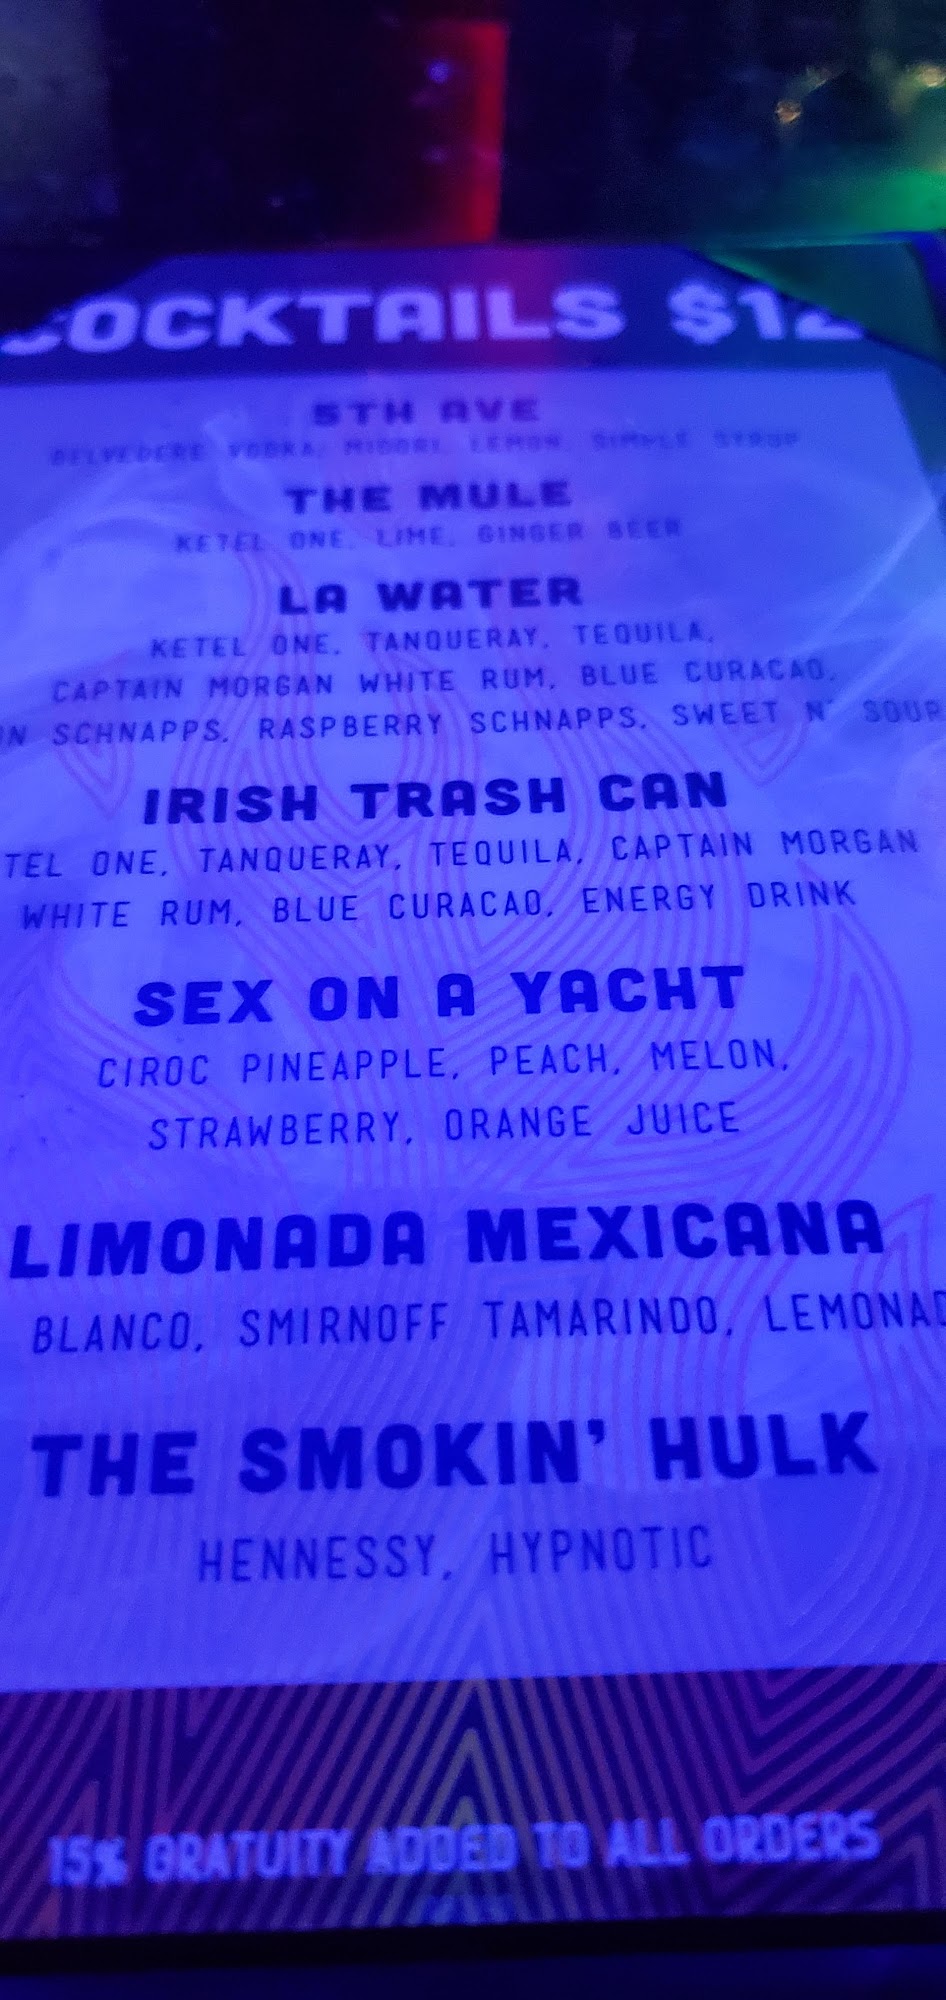 COCKTAILS $12
5TH AVE
BELVEDERE VODKA, MIDORI, LEMON, SIMPLE SYRUP
THE MULE
KETEL ONE, LIME, GINGER BEER
LA WATER
KETEL ONE, TANQUERAY, TEQUILA,
CAPTAIN MORGAN WHITE RUM, BLUE CURACAO,
ON SCHNAPPS, RASPBERRY SCHNAPPS, SWEET N' SOUR
IRISH TRASH CAN
TEL ONE, TANQUERAY, TEQUILA, CAPTAIN MORGAN
WHITE RUM, BLUE CURACAO, ENERGY DRINK
SEX ON A YACHT
CIROC PINEAPPLE, PEACH, MELON,
STRAWBERRY, ORANGE JUICE
LIMONADA MEXICANA
BLANCO, SMIRNOFF TAMARINDO, LEMONAD
THE SMOKIN' HULK
HENNESSY, HYPNOTIC
15% GRATUITY ADDED TO ALL ORDERS